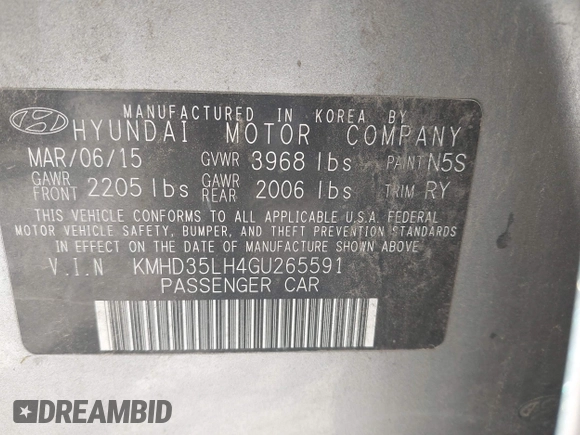 MANUFACTURED IN KOREA BY
HYUNDAI MOTOR COMPANY
MAR/06/15 GVWR 3968 lbs PAINT N5S
GAWR FRONT 2205 lbs GAWR REAR 2006 lbs TRIM RY
THIS VEHICLE CONFORMS TO ALL APPLICABLE U.S.A. FEDERAL
MOTOR VEHICLE SAFETY, BUMPER, AND THEFT PREVENTION STANDARDS
IN EFFECT ON THE DATE OF MANUFACTURE SHOWN ABOVE
V.I.N KMHD35LH4GU265591
PASSENGER CAR
DREAMBID